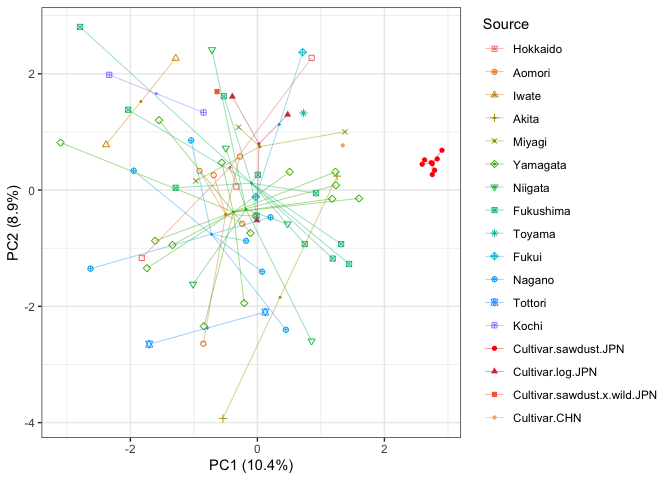 Source
Hokkaido
Aomori
Iwate
Akita
Miyagi
Yamagata
Niigata
Fukushima
Toyama
Fukui
Nagano
Tottori
Kochi
Cultivar.sawdust.JPN
Cultivar.log.JPN
Cultivar.sawdust.x.wild.JPN
Cultivar.CHN
2
0
-2
-4
-2
0
2
PC1 (10.4%)
PC2 (8.9%)